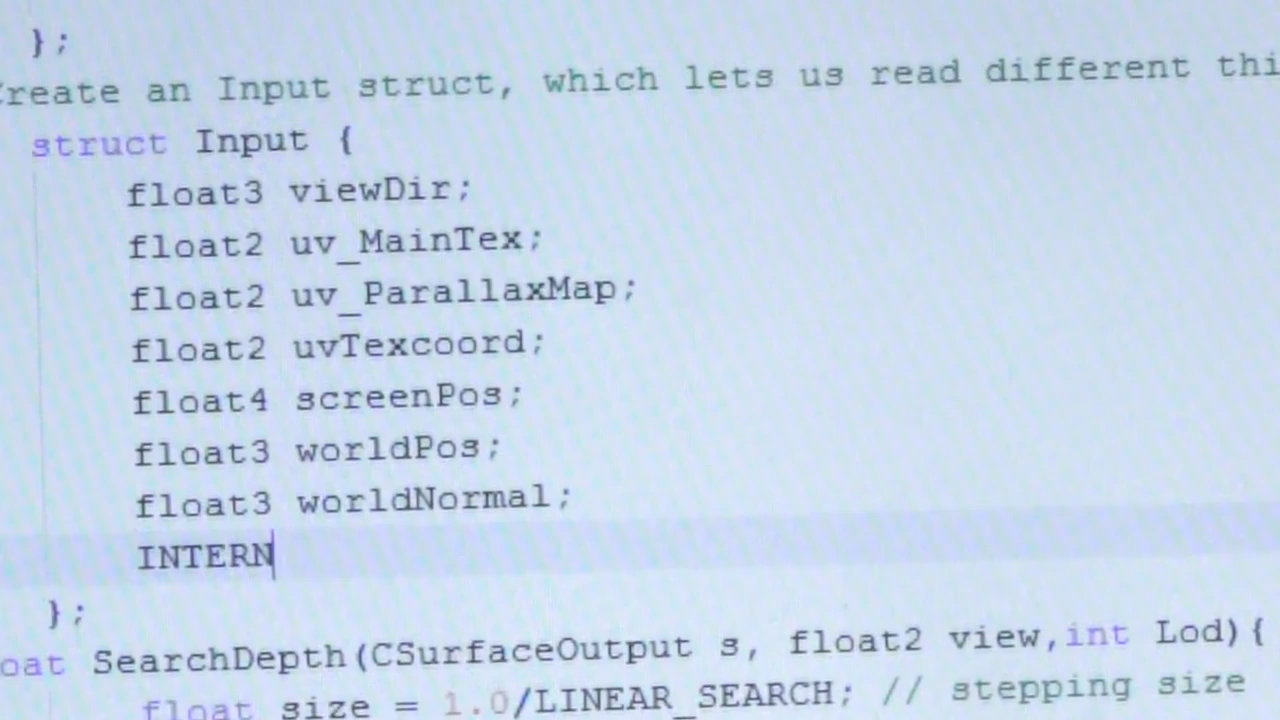 };
Create an Input struct, which lets us read different thi
struct Input {
float3 viewDir;
float2 uv_MainTex;
float2 uv_ParallaxMap;
float2 uvTexcoord;
float4 screenPos;
float3 worldPos;
float3 worldNormal;
INTERN
};
oat SearchDepth(CSurfaceOutput s, float2 view,int Lod){
float size = 1.0/LINEAR_SEARCH; // stepping size